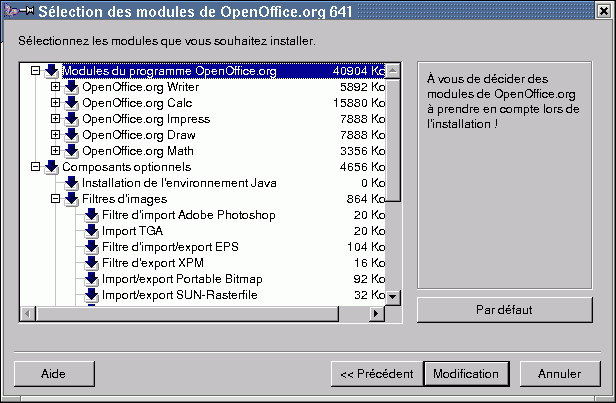 Sélection des modules de OpenOffice.org 641
Sélectionnez les modules que vous souhaitez installer.
Modules du programme OpenOffice.org 40904 Ko
OpenOffice.org Writer 5892 Ko
OpenOffice.org Calc 15880 Ko
OpenOffice.org Impress 7888 Ko
OpenOffice.org Draw 7888 Ko
OpenOffice.org Math 3356 Ko
Composants optionnels 4656 Ko
Installation de l'environnement Java 0 Ko
Filtres d'images 864 Ko
Filtre d'import Adobe Photoshop 20 Ko
Import TGA 20 Ko
Filtre d'import/export EPS 104 Ko
Filtre d'export XPM 16 Ko
Import/export Portable Bitmap 92 Ko
Import/export SUN-Rasterfile 32 Ko
A vous de décider des
modules de OpenOffice.org
à prendre en compte lors de
l'installation !
Par défaut
Aide
<< Précédent
Modification
Annuler